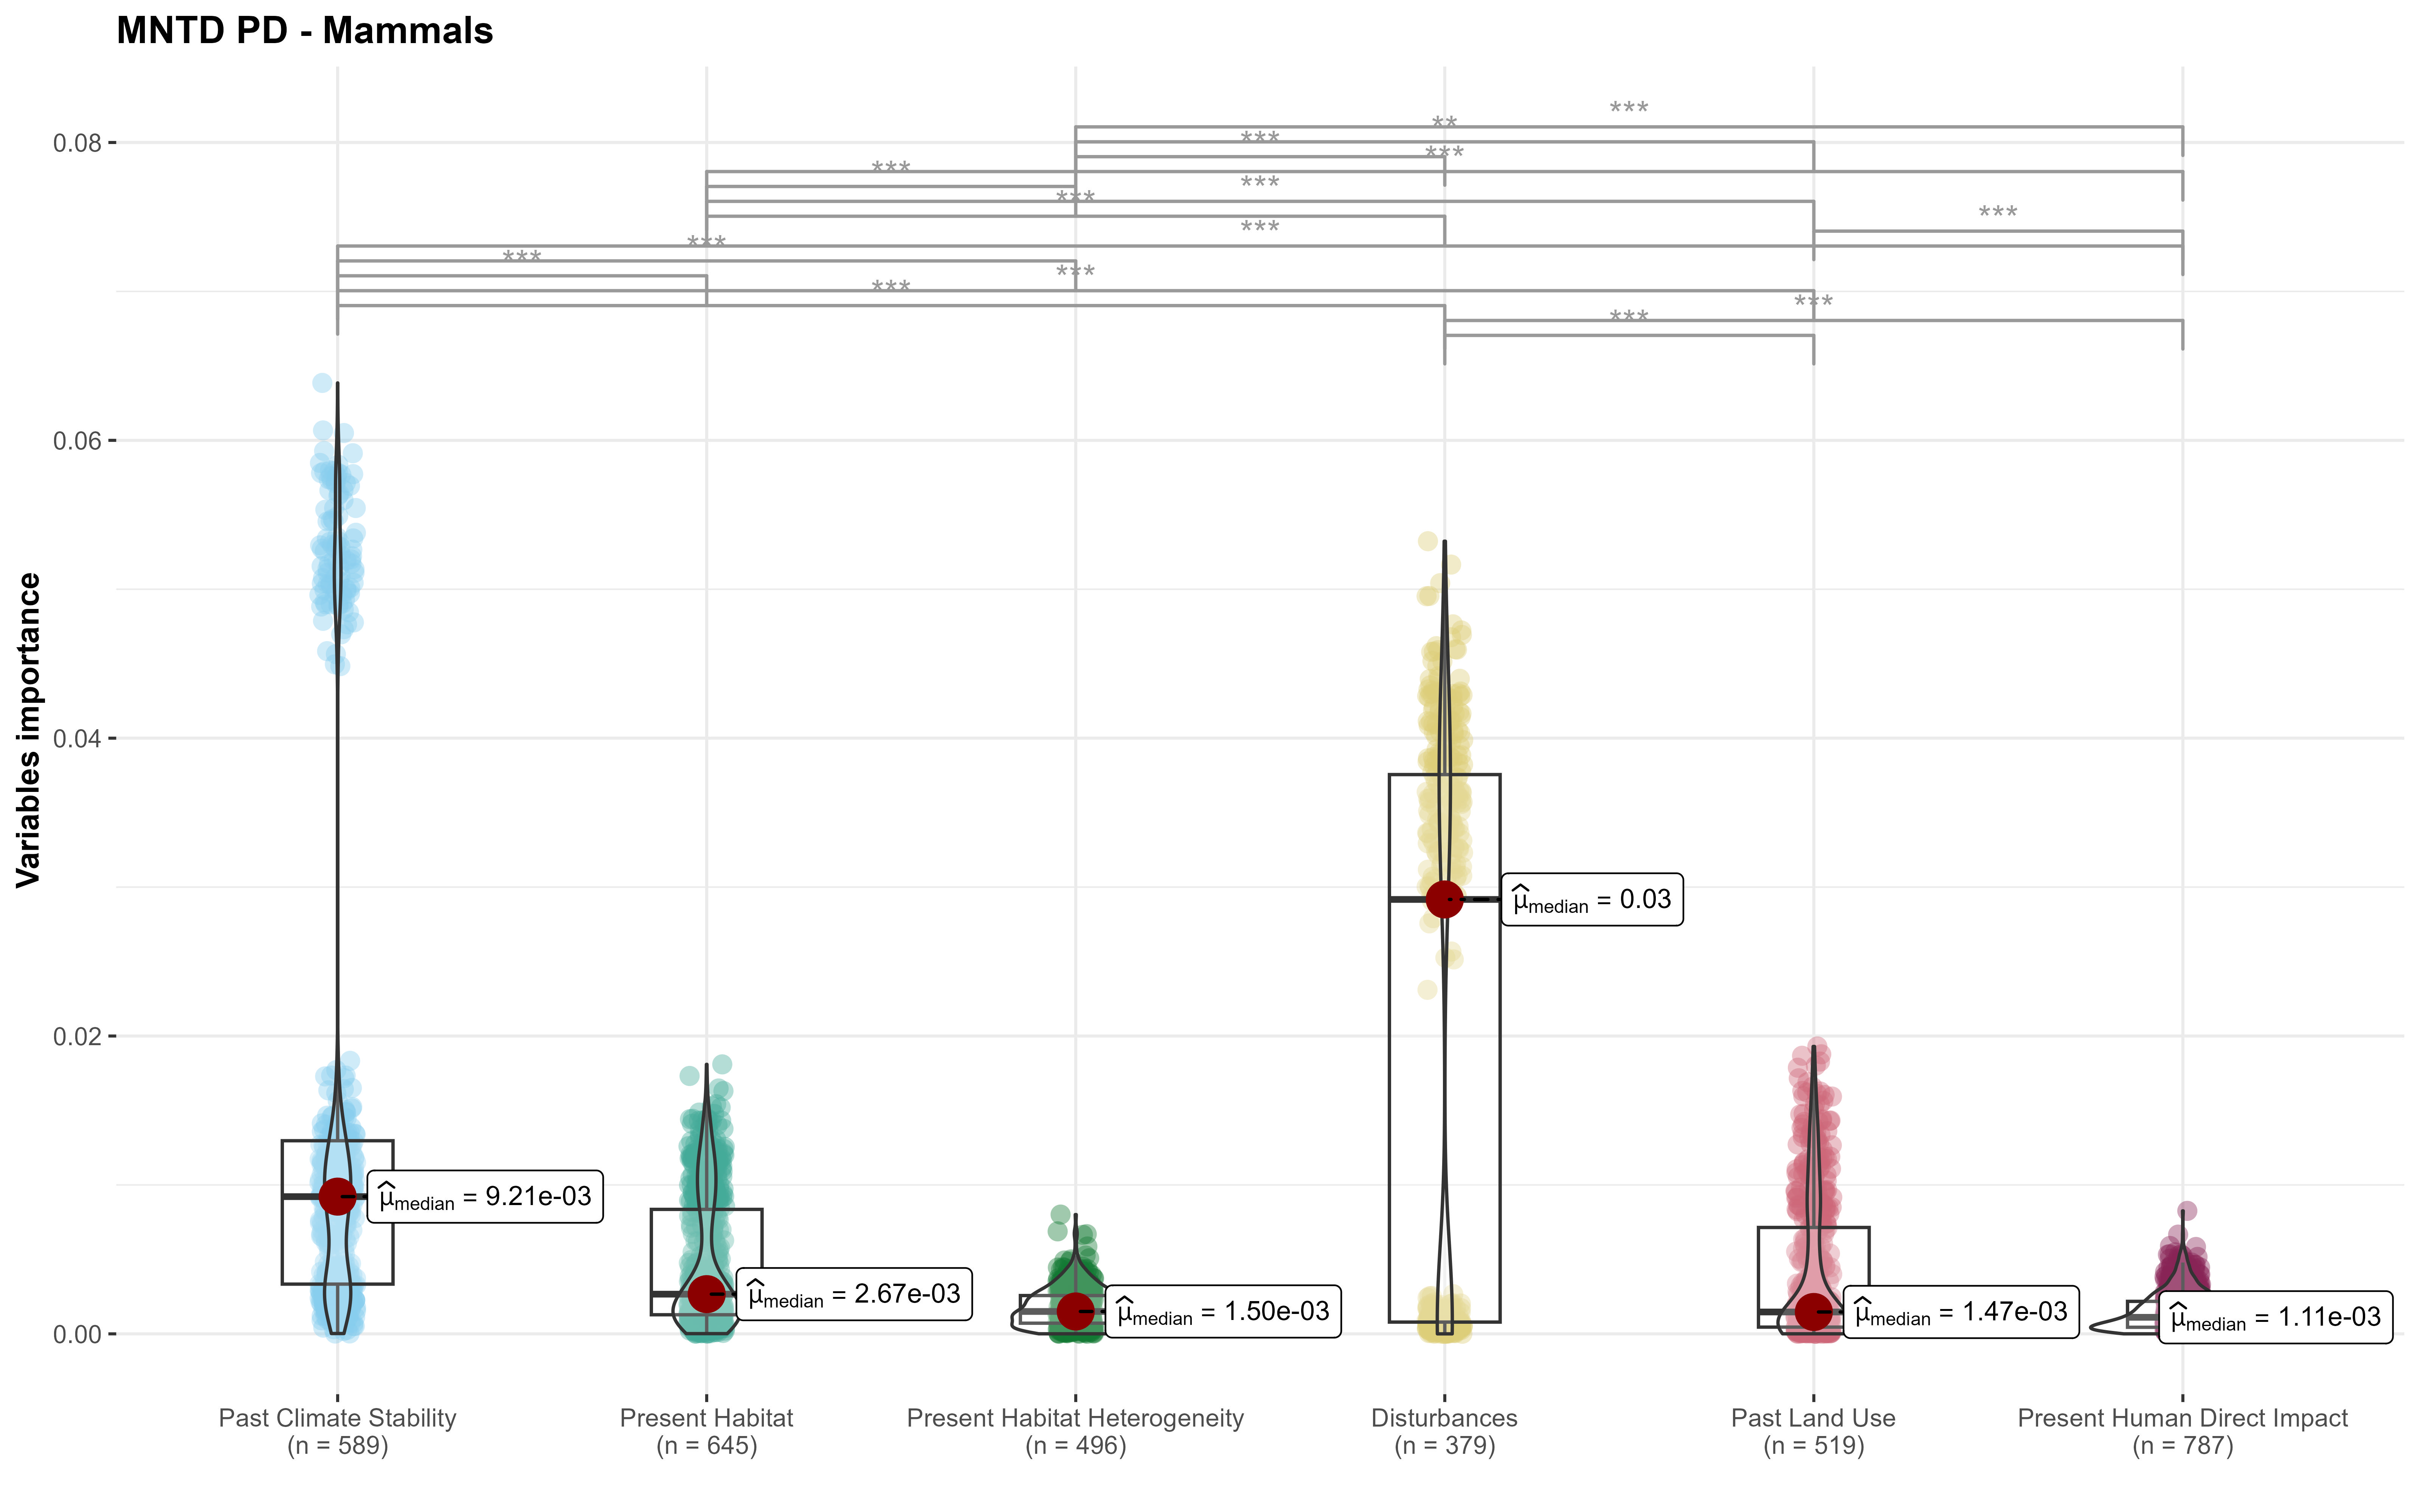 MNTD PD - Mammals
***
**
***
***
***
***
***
***
***
***
***
***
***
***
***
Variables importance
0.08
0.06
0.04
0.02
0.00
μ̂median = 0.03
μ̂median = 9.21e-03
μ̂median = 2.67e-03
μ̂median = 1.50e-03
μ̂median = 1.47e-03
μ̂median = 1.11e-03
Past Climate Stability
(n = 589)
Present Habitat
(n = 645)
Present Habitat Heterogeneity
(n = 496)
Disturbances
(n = 379)
Past Land Use
(n = 519)
Present Human Direct Impact
(n = 787)